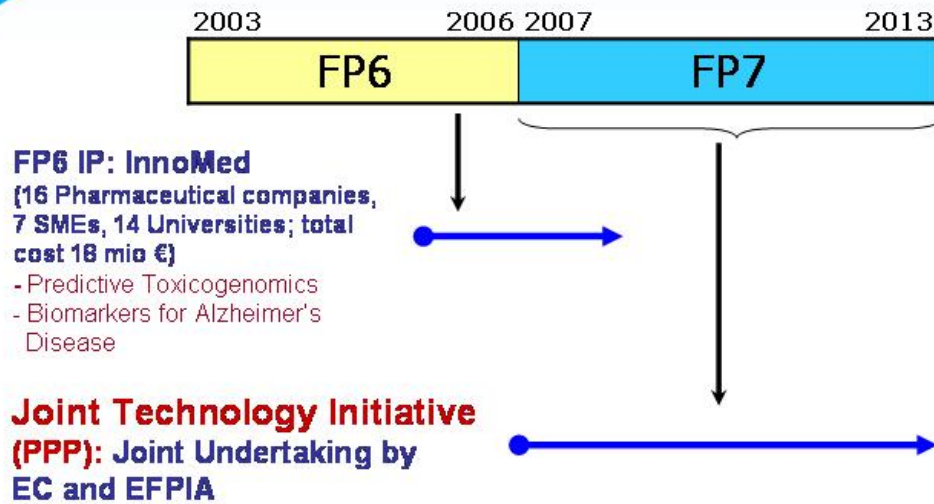 2003 2006 2007 2013
FP6 FP7
FP6 IP: InnoMed
(16 Pharmaceutical companies,
7 SMEs, 14 Universities; total
cost 18 mio €)
- Predictive Toxicogenomics
- Biomarkers for Alzheimer's
Disease
Joint Technology Initiative
(PPP): Joint Undertaking by
EC and EFPIA